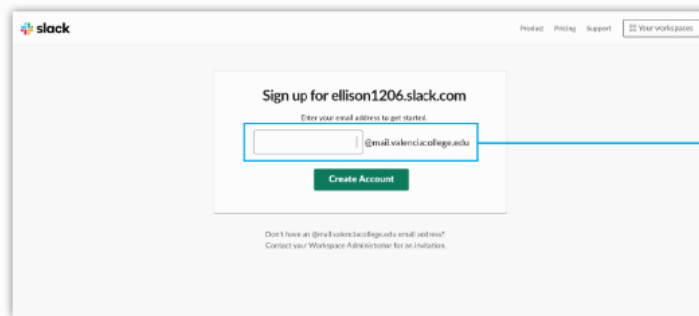 slack
Product Pricing Support Your workspaces
Sign up for ellison1206.slack.com
Enter your email address to get started.
@mail.valenciacollege.edu
Create Account
Don't have an @mail.valenciacollege.edu email address?
Contact your Workspace Administrator for an invitation.